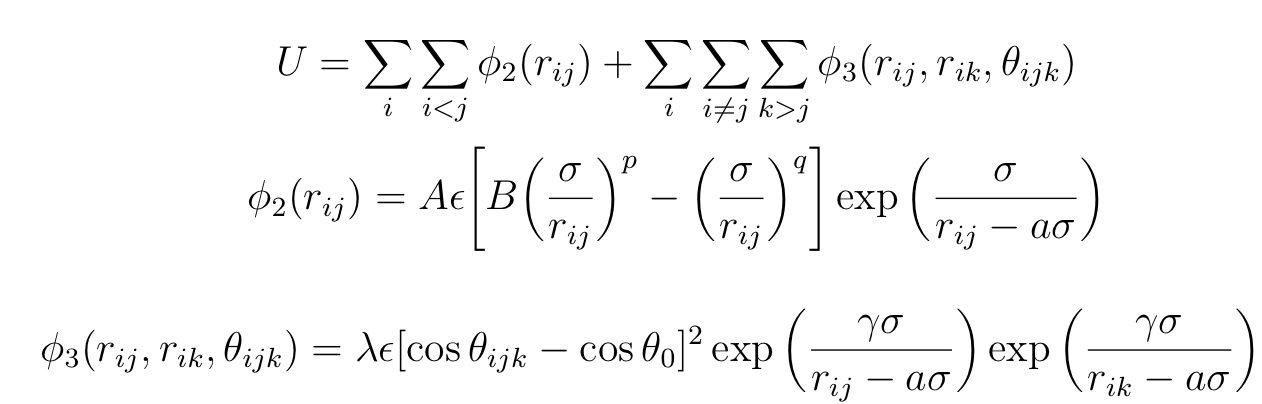 U = \sum_{i} \sum_{i<j} \phi_2(r_{ij}) + \sum_{i} \sum_{i \neq j} \sum_{k>j} \phi_3(r_{ij}, r_{ik}, \theta_{ijk})
\phi_2(r_{ij}) = A\epsilon \left[ B \left( \frac{\sigma}{r_{ij}} \right)^p - \left( \frac{\sigma}{r_{ij}} \right)^q \right] \exp \left( \frac{\sigma}{r_{ij} - a\sigma} \right)
\phi_3(r_{ij}, r_{ik}, \theta_{ijk}) = \lambda\epsilon [\cos \theta_{ijk} - \cos \theta_0]^2 \exp \left( \frac{\gamma\sigma}{r_{ij} - a\sigma} \right) \exp \left( \frac{\gamma\sigma}{r_{ik} - a\sigma} \right)